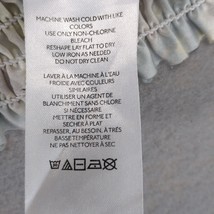 MACHINE WASH COLD WITH LIKE
COLORS
USE ONLY NON-CHLORINE
BLEACH
RESHAPE LAY FLAT TO DRY
LOW IRON AS NEEDED
DO NOT DRY CLEAN
LAVER À LA MACHINE À L'EAU
FROIDE AVEC COULEURS
SIMILAIRES
UTILISER UN AGENT DE
BLANCHIMENT SANS CHLORE
SI NÉCESSAIRE
METTRE EN FORME ET
SÉCHER À PLAT
REPASSER, AU BESOIN, À TRÈS
BASSE TEMPÉRATURE
NE PAS NETTOYER À SEC